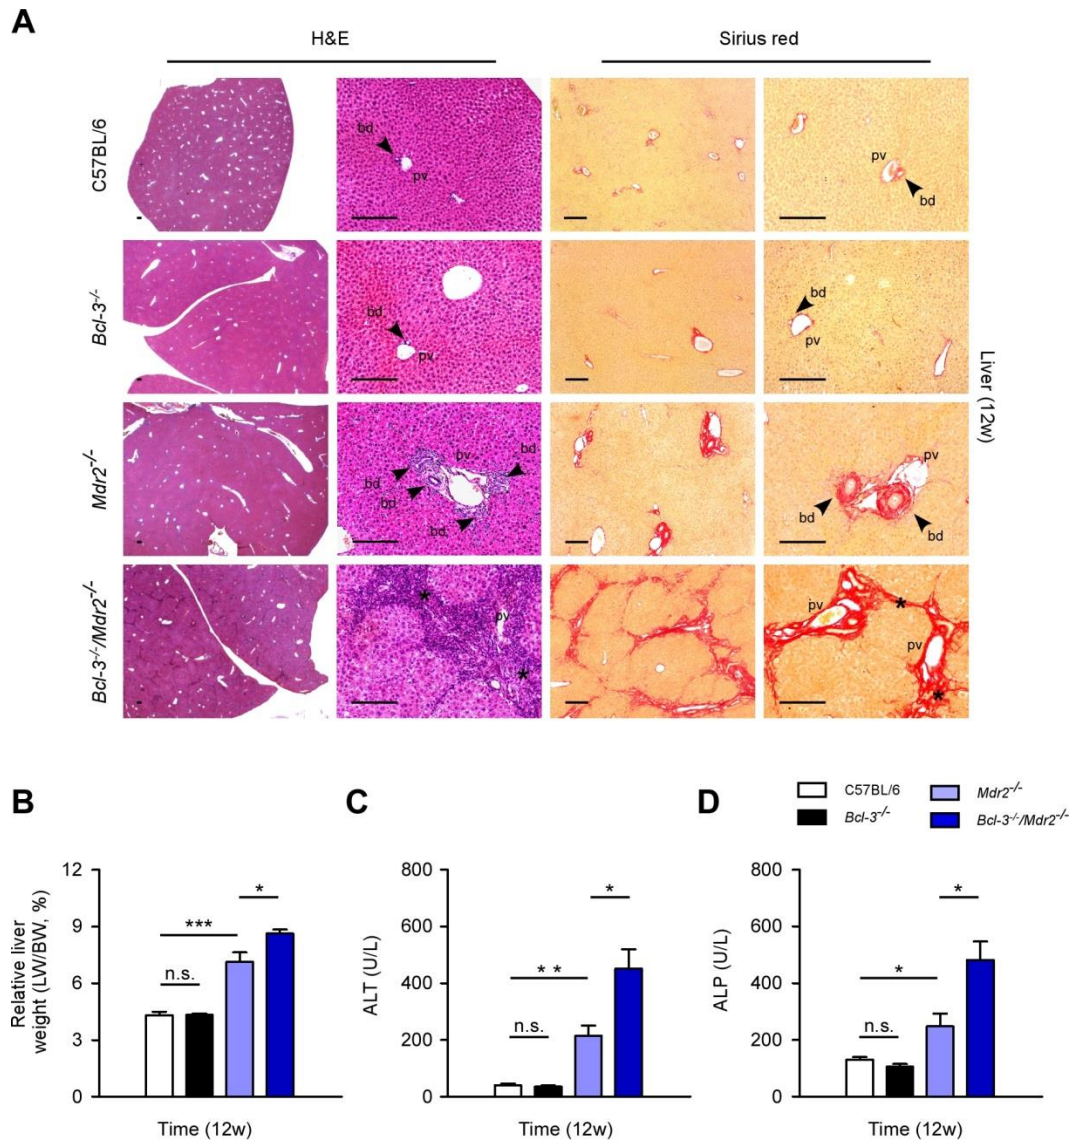 A
H&E
Sirius red
C57BL/6
bd
pv
pv
bd
Bcl-3-/-
bd
pv
bd
pv
Liver (12w)
Mdr2-/-
pv
bd
bd
bd
bd
bd
pv
bd
bd
Bcl-3-/-/Mdr2-/-
*
pv
*
pv
*
pv
*
B
C
D
C57BL/6
Mdr2-/-
Bcl-3-/-
Bcl-3-/-/Mdr2-/-
Relative liver
weight (LW/BW, %)
12
9
6
3
0
***
*
n.s.
Time (12w)
ALT (U/L)
800
600
400
200
0
* *
*
n.s.
Time (12w)
ALP (U/L)
800
600
400
200
0
*
*
n.s.
Time (12w)